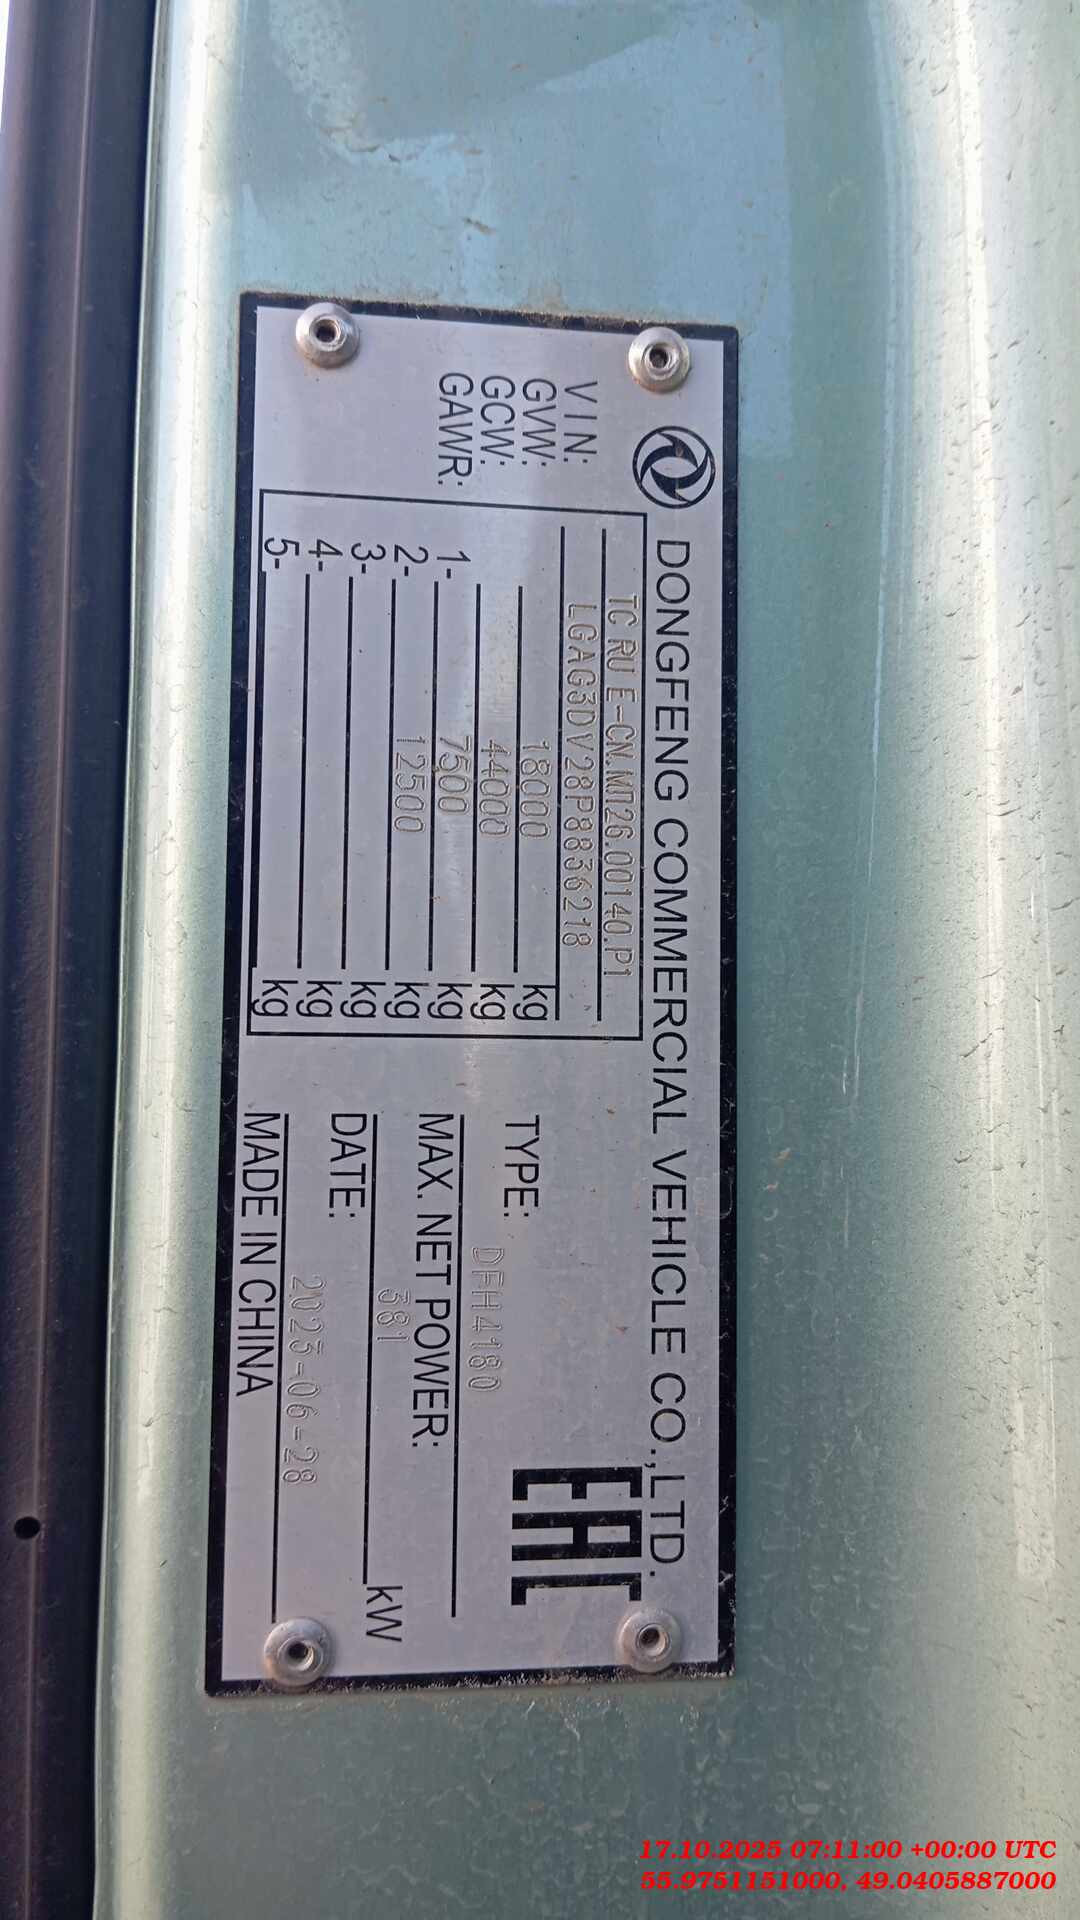 DONGFENG COMMERCIAL VEHICLE CO.,LTD.
TC RU E-CN.МП26.00140.P1
VIN: LGAG3DV28P8836218
GVW: 18000 kg
GCW: 44000 kg
GAWR: 1- 7500 kg
2- 12500 kg
3- kg
4- kg
5- kg
TYPE: DFH4180
EAC
MAX. NET POWER: 381 kW
DATE: 2023-06-28
MADE IN CHINA
17.10.2025 07:11:00 +00:00 UTC
55.9751151000, 49.0405887000